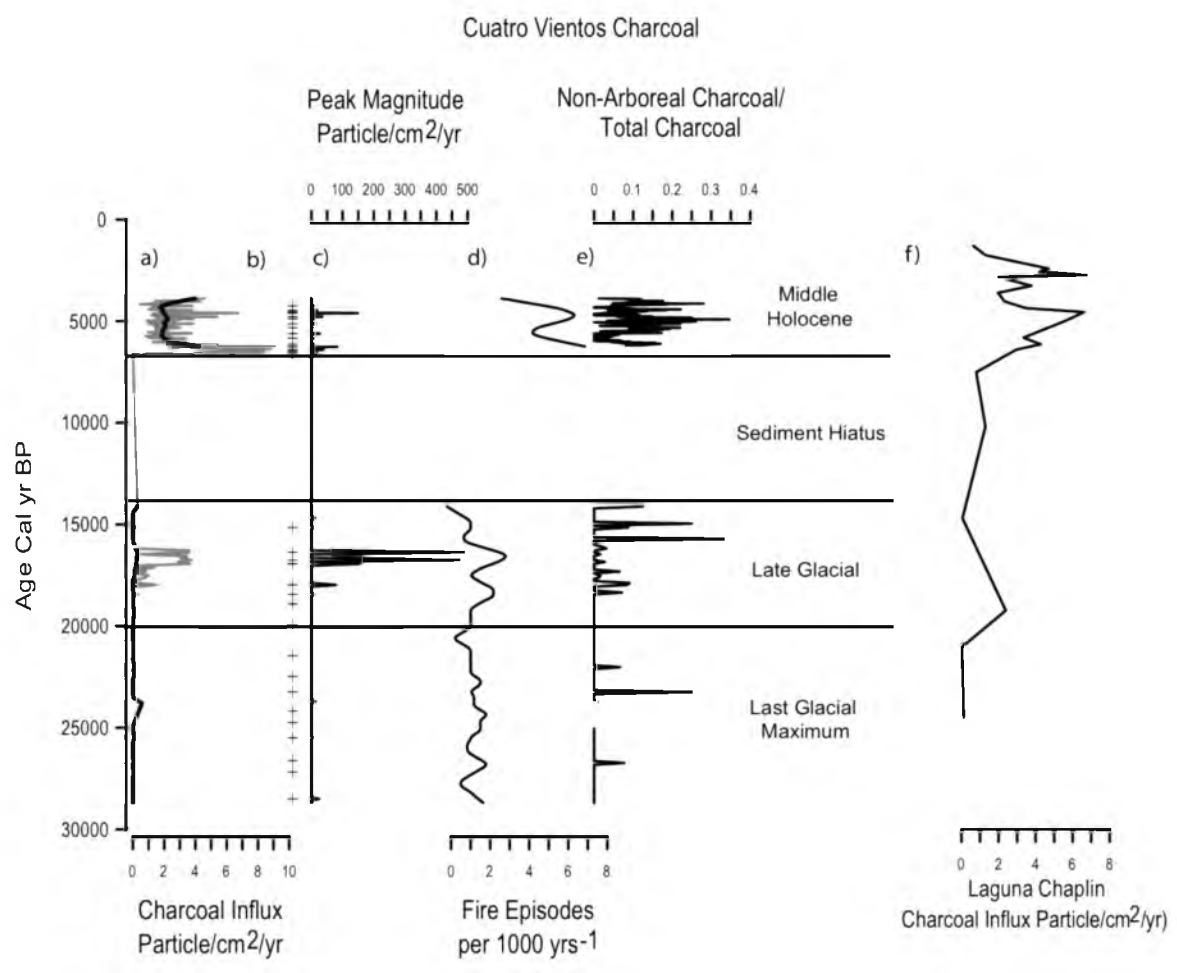 Cuatro Vientos Charcoal
Peak Magnitude
Particle/cm2/yr
Non-Arboreal Charcoal/
Total Charcoal
0 100 200 300 400 500
0 0.1 0.2 0.3 0.4
0
5000
10000
15000
20000
25000
30000
Age Cal yr BP
a) b) c) d) e) f)
Middle
Holocene
Sediment Hiatus
Late Glacial
Last Glacial
Maximum
0 2 4 6 8 10
Charcoal Influx
Particle/cm2/yr
0 2 4 6 8
Fire Episodes
per 1000 yrs-1
0 2 4 6 8
Laguna Chaplin
Charcoal Influx Particle/cm2/yr)